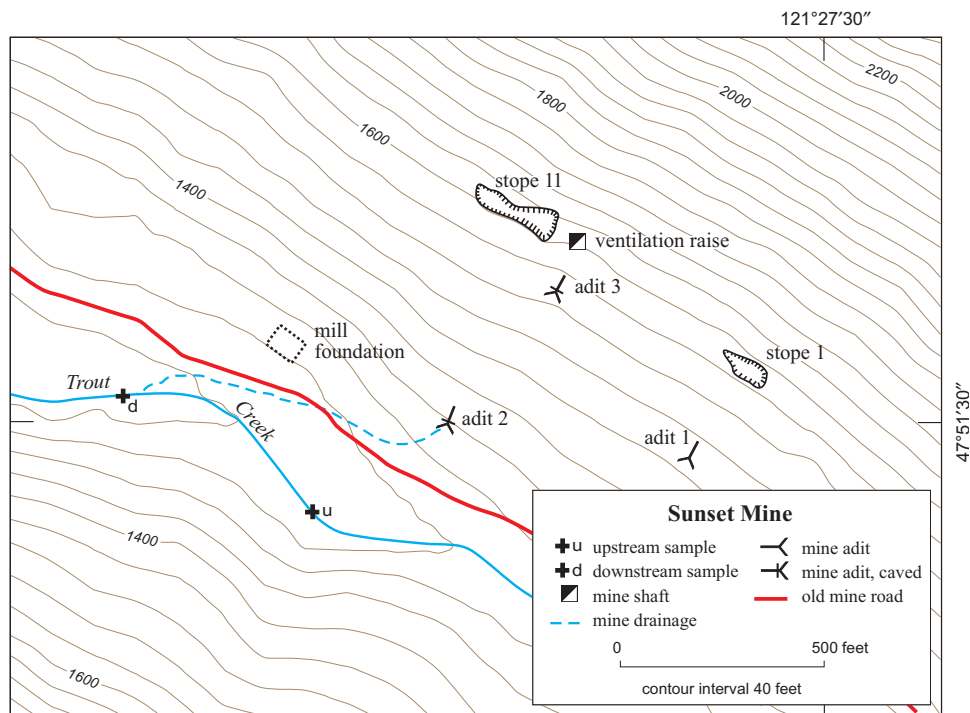 121°27′30″
2200
2000
1800
1600
1400
stope 11
ventilation raise
adit 3
mill
foundation
stope 1
Trout
d
Creek
adit 2
adit 1
47°51′30″
u
1400
1600
Sunset Mine
u upstream sample
d downstream sample
mine shaft
mine drainage
mine adit
mine adit, caved
old mine road
0 500 feet
contour interval 40 feet